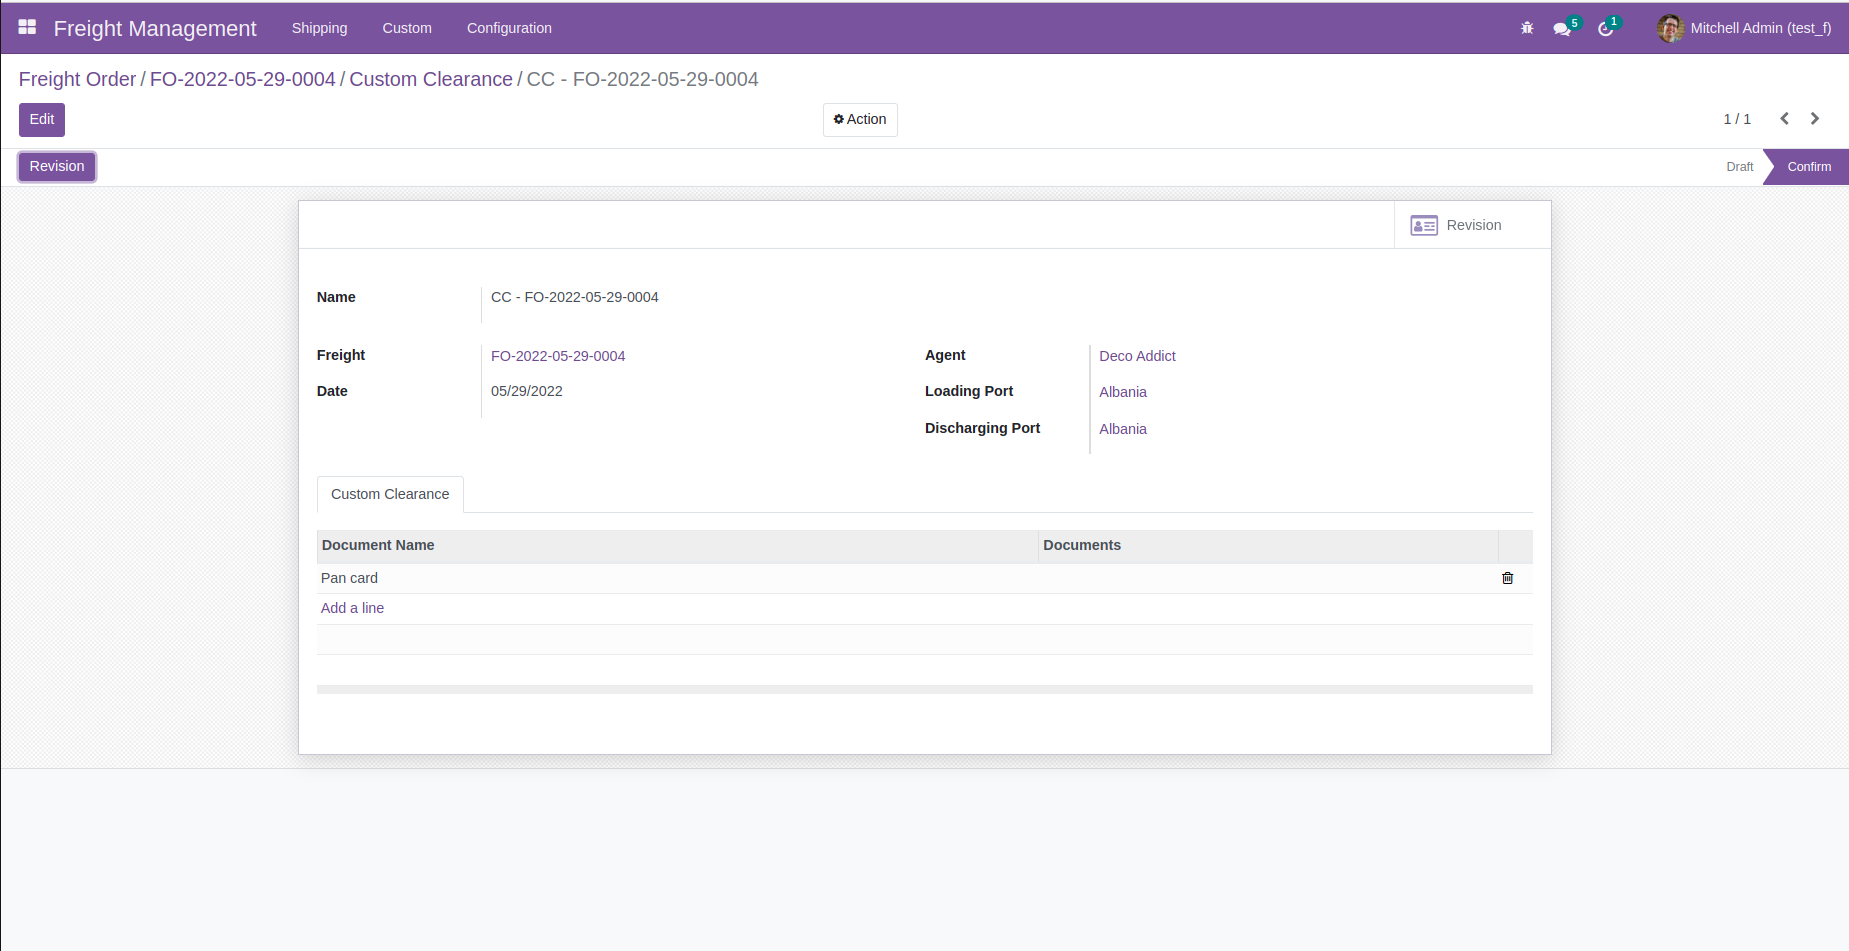 Freight Management Shipping Custom Configuration 5 1 Mitchell Admin (test_f)
Freight Order / FO-2022-05-29-0004 / Custom Clearance / CC - FO-2022-05-29-0004
Edit Action 1 / 1
Revision Draft Confirm
Revision
Name CC - FO-2022-05-29-0004
Freight FO-2022-05-29-0004 Agent Deco Addict
Date 05/29/2022 Loading Port Albania
Discharging Port Albania
Custom Clearance
Document Name Documents
Pan card
Add a line